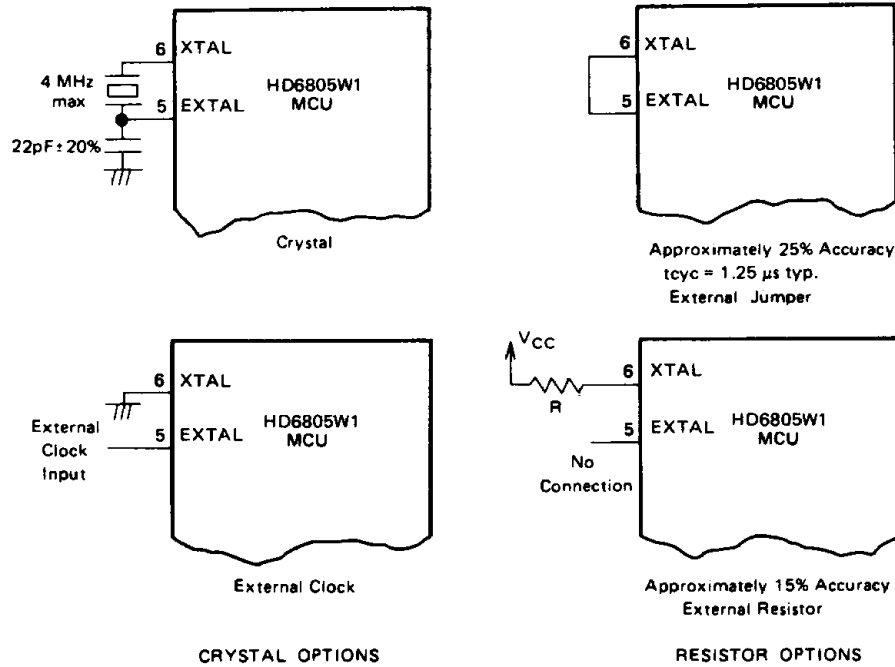 6 XTAL
4 MHz
max
HD6805W1
MCU
5 EXTAL
22pF ± 20%
Crystal
6 XTAL
HD6805W1
MCU
5 EXTAL
Approximately 25% Accuracy
tcyc = 1.25 μs typ.
External Jumper
6 XTAL
HD6805W1
MCU
External
Clock
Input
5 EXTAL
External Clock
VCC
R
6 XTAL
HD6805W1
MCU
5 EXTAL
No
Connection
Approximately 15% Accuracy
External Resistor
CRYSTAL OPTIONS
RESISTOR OPTIONS